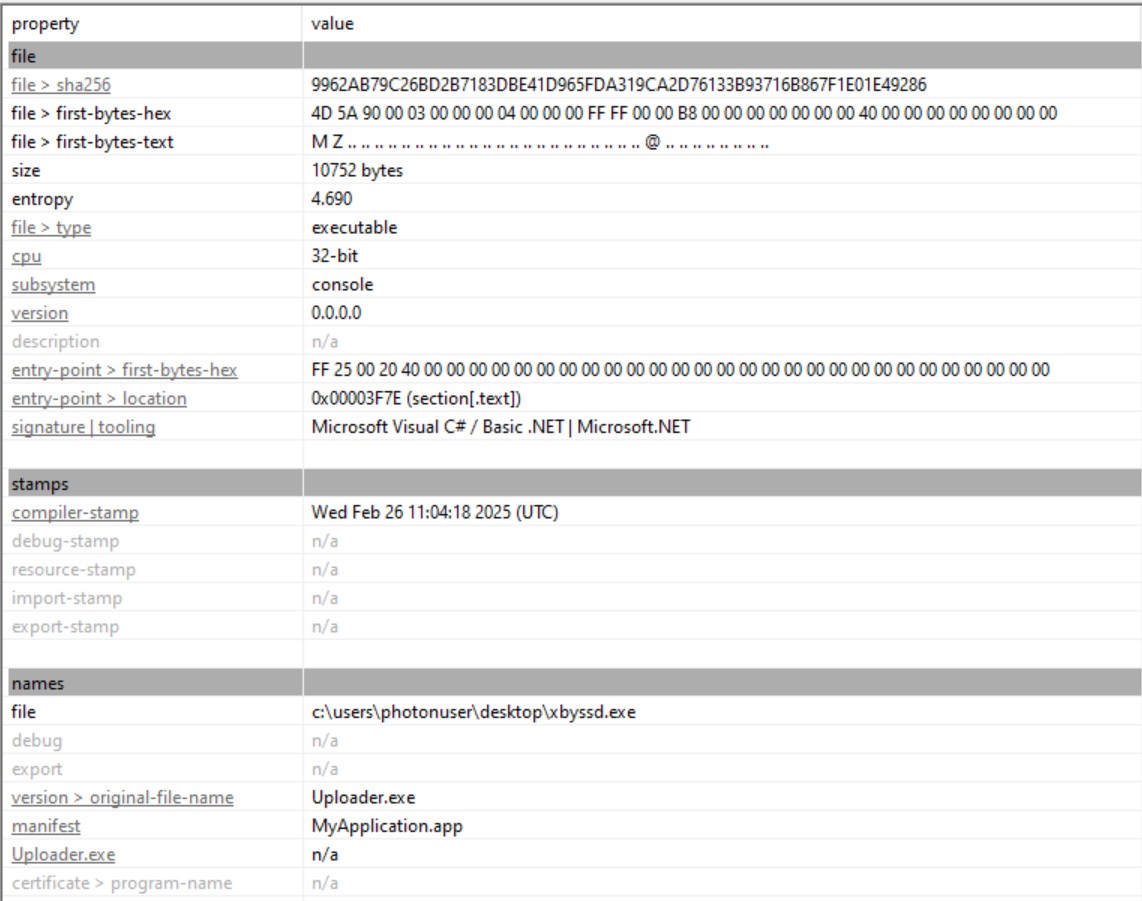 property value
file
file > sha256 9962AB79C26BD2B7183DBE41D965FDA319CA2D76133B93716B867F1E01E49286
file > first-bytes-hex 4D 5A 90 00 03 00 00 00 04 00 00 00 FF FF 00 00 B8 00 00 00 00 00 00 00 40 00 00 00 00 00 00 00
file > first-bytes-text M Z .. .. .. .. .. .. .. .. .. .. .. .. .. .. .. .. .. .. .. .. .. .. @ .. .. .. .. .. .. ..
size 10752 bytes
entropy 4.690
file > type executable
cpu 32-bit
subsystem console
version 0.0.0.0
description n/a
entry-point > first-bytes-hex FF 25 00 20 40 00 00 00 00 00 00 00 00 00 00 00 00 00 00 00 00 00 00 00 00 00 00 00 00 00 00 00
entry-point > location 0x00003F7E (section[.text])
signature | tooling Microsoft Visual C# / Basic .NET | Microsoft.NET
stamps
compiler-stamp Wed Feb 26 11:04:18 2025 (UTC)
debug-stamp n/a
resource-stamp n/a
import-stamp n/a
export-stamp n/a
names
file c:\users\photonuser\desktop\xbyssd.exe
debug n/a
export n/a
version > original-file-name Uploader.exe
manifest MyApplication.app
Uploader.exe n/a
certificate > program-name n/a